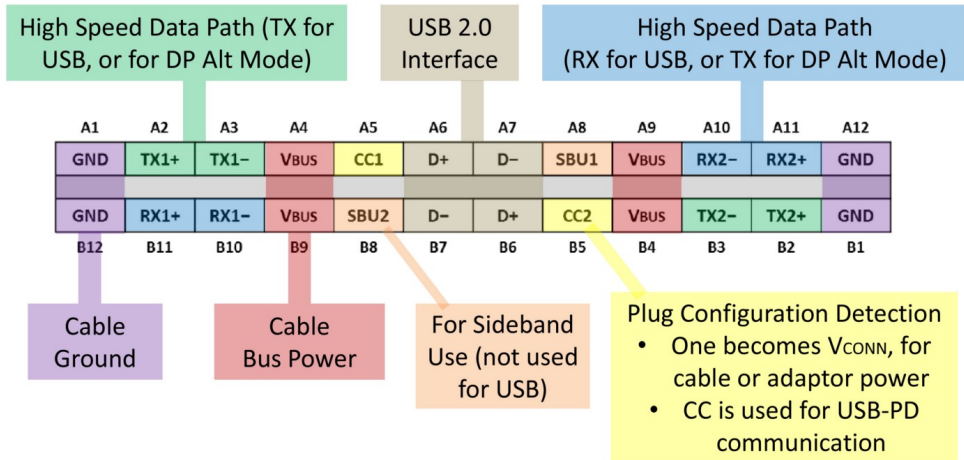 High Speed Data Path (TX for
USB, or for DP Alt Mode)
USB 2.0
Interface
High Speed Data Path
(RX for USB, or TX for DP Alt Mode)
A1 A2 A3 A4 A5 A6 A7 A8 A9 A10 A11 A12
GND TX1+ TX1− VBUS CC1 D+ D− SBU1 VBUS RX2− RX2+ GND
GND RX1+ RX1− VBUS SBU2 D− D+ CC2 VBUS TX2− TX2+ GND
B12 B11 B10 B9 B8 B7 B6 B5 B4 B3 B2 B1
Cable
Ground
Cable
Bus Power
For Sideband
Use (not used
for USB)
Plug Configuration Detection
• One becomes VCONN, for
cable or adaptor power
• CC is used for USB-PD
communication